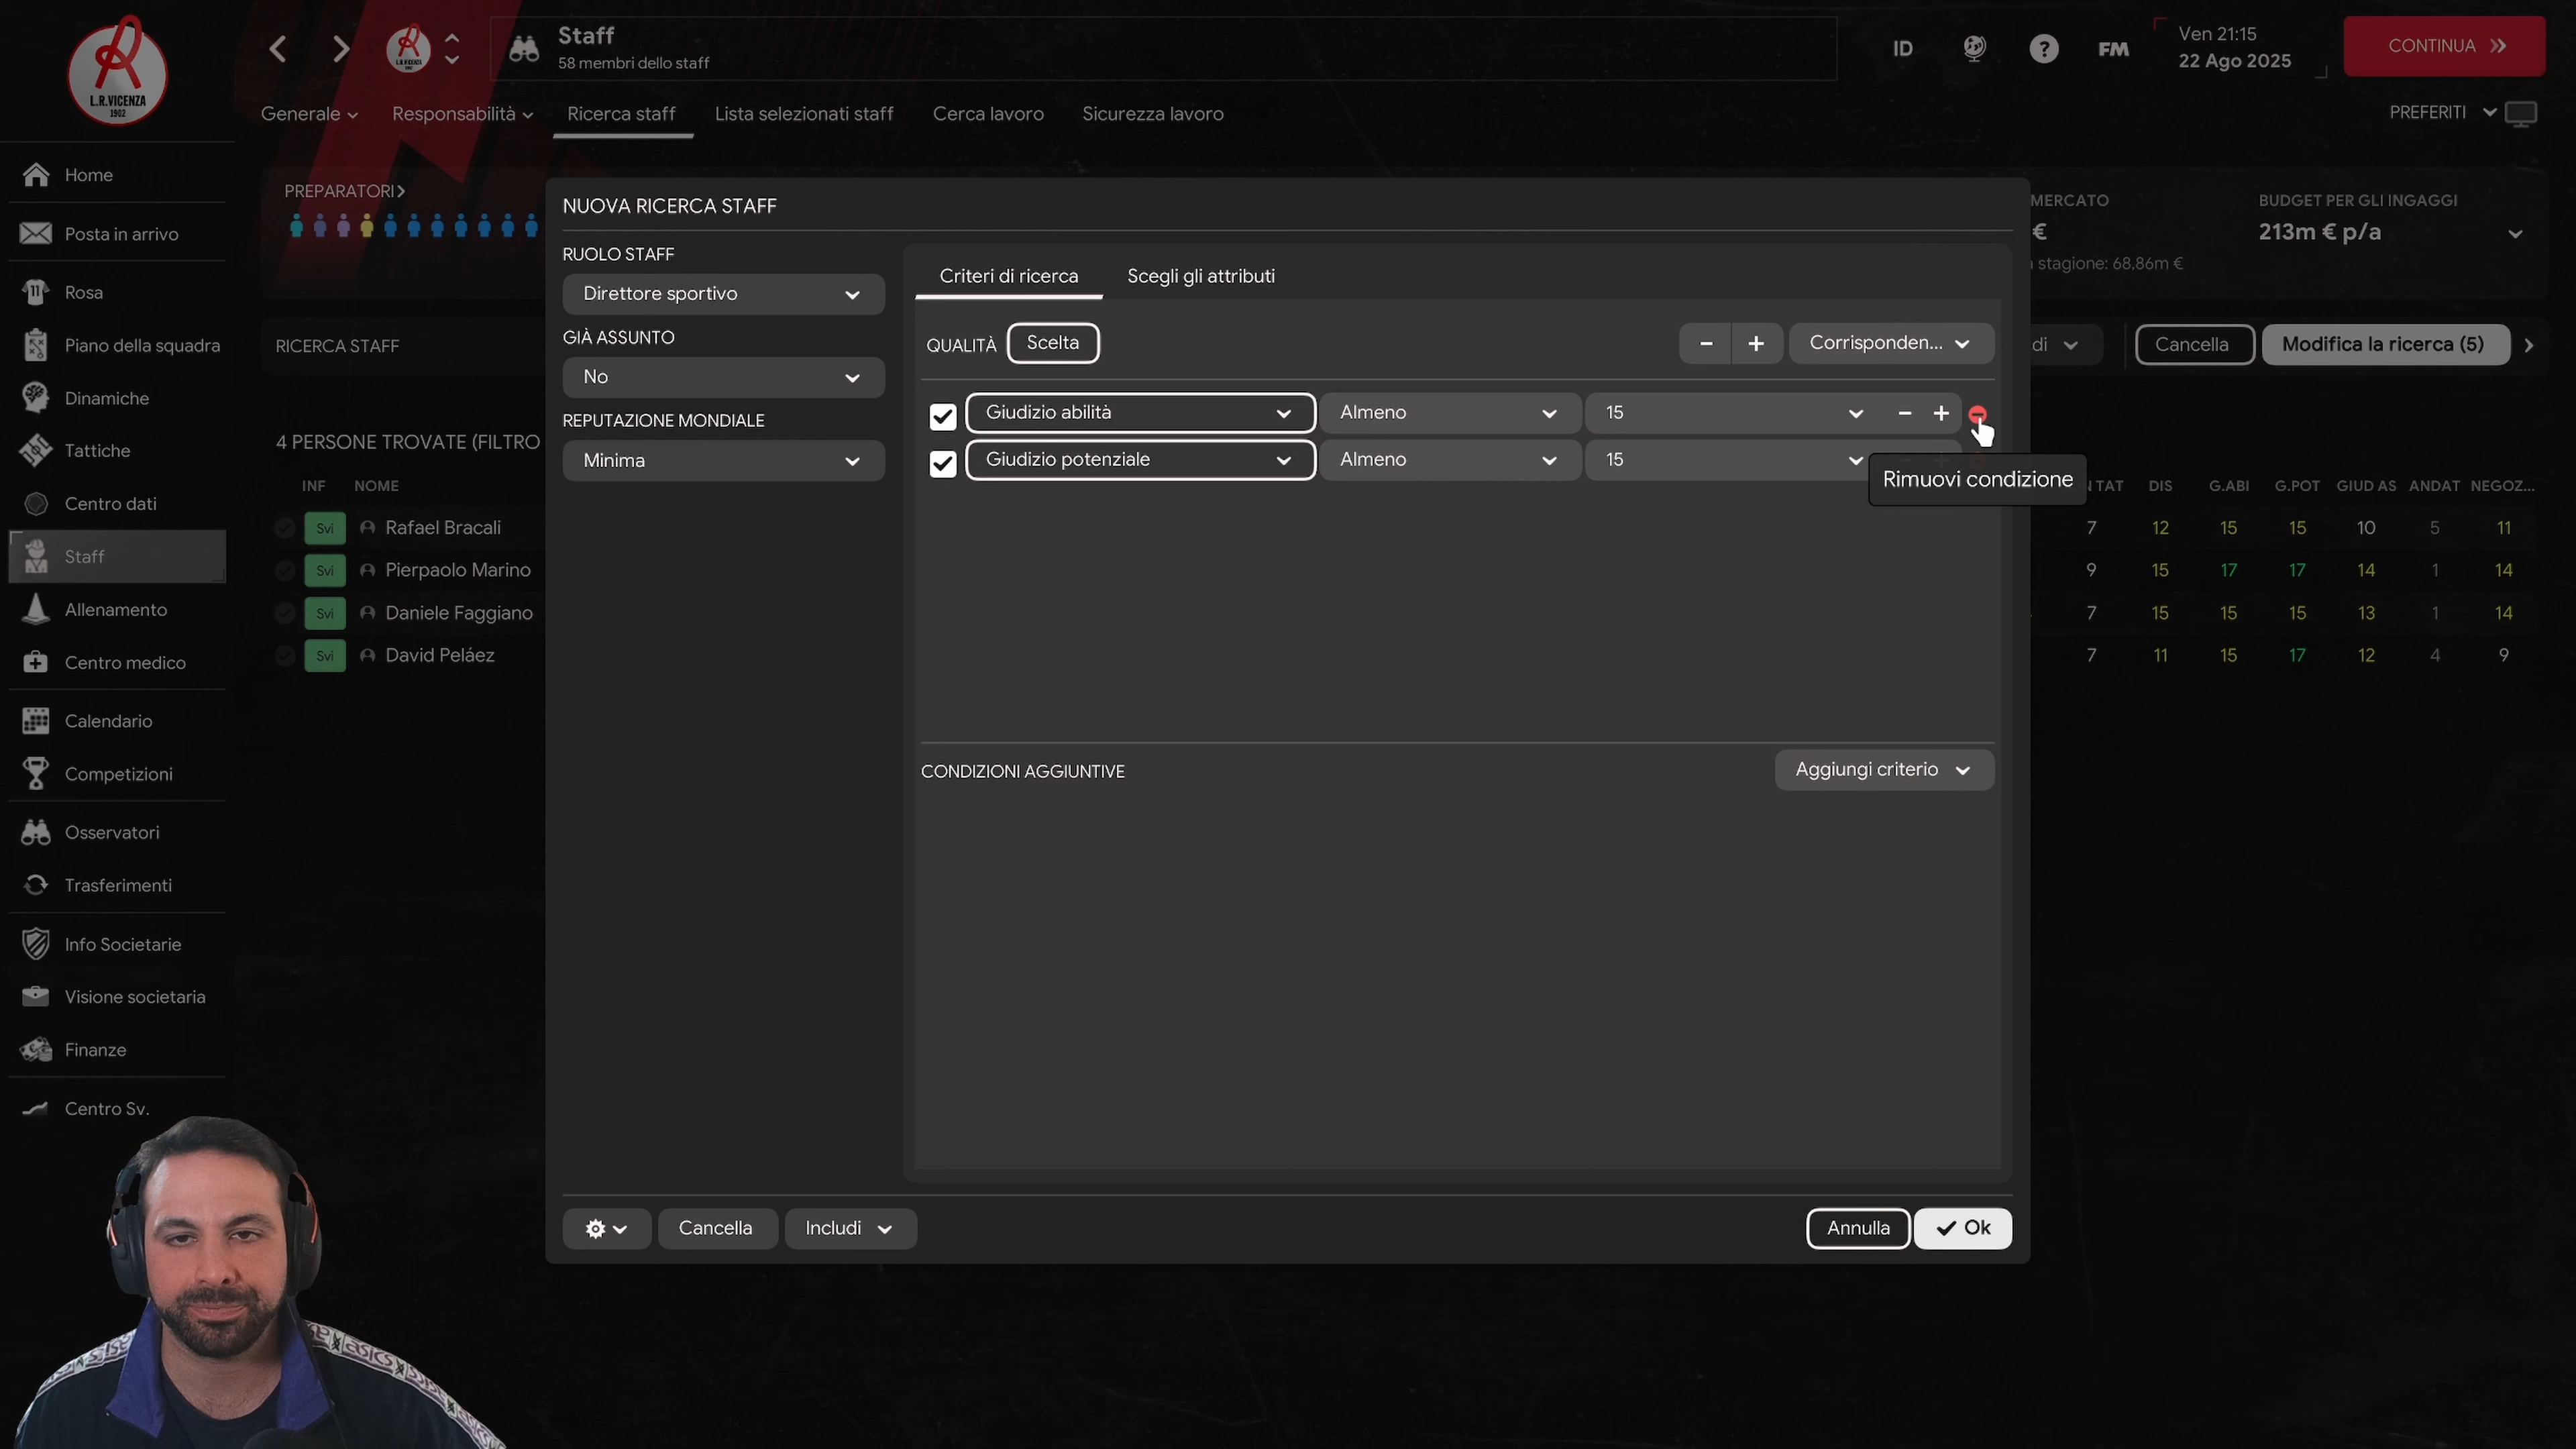 L.R.VICENZA
1902
Staff
58 membri dello staff
ID
FM
Ven 21:15
22 Ago 2025
CONTINUA
Generale
Responsabilità
Ricerca staff
Lista selezionati staff
Cerca lavoro
Sicurezza lavoro
PREFERITI
Home
Posta in arrivo
Rosa
Piano della squadra
Dinamiche
Tattiche
Centro dati
Staff
Allenamento
Centro medico
Calendario
Competizioni
Osservatori
Trasferimenti
Info Societarie
Visione societaria
Finanze
Centro Sv.
PREPARATORI
MERCATO
€
stagione: 68,86m €
BUDGET PER GLI INGAGGI
213m € p/a
RICERCA STAFF
di
Cancella
Modifica la ricerca (5)
4 PERSONE TROVATE (FILTRO
INF NOME
TAT DIS G.ABI G.POT GIUD AS ANDAT NEGOZ...
Svi Rafael Bracali 7 12 15 15 10 5 11
Svi Pierpaolo Marino 9 15 17 17 14 1 14
Svi Daniele Faggiano 7 15 15 15 13 1 14
Svi David Peláez 7 11 15 17 12 4 9
NUOVA RICERCA STAFF
RUOLO STAFF
Direttore sportivo
GIÀ ASSUNTO
No
REPUTAZIONE MONDIALE
Minima
Criteri di ricerca
Scegli gli attributi
QUALITÀ
Scelta
- +
Corrisponden...
Giudizio abilità Almeno 15 - +
Giudizio potenziale Almeno 15
Rimuovi condizione
CONDIZIONI AGGIUNTIVE
Aggiungi criterio
Cancella
Includi
Annulla
Ok
asics